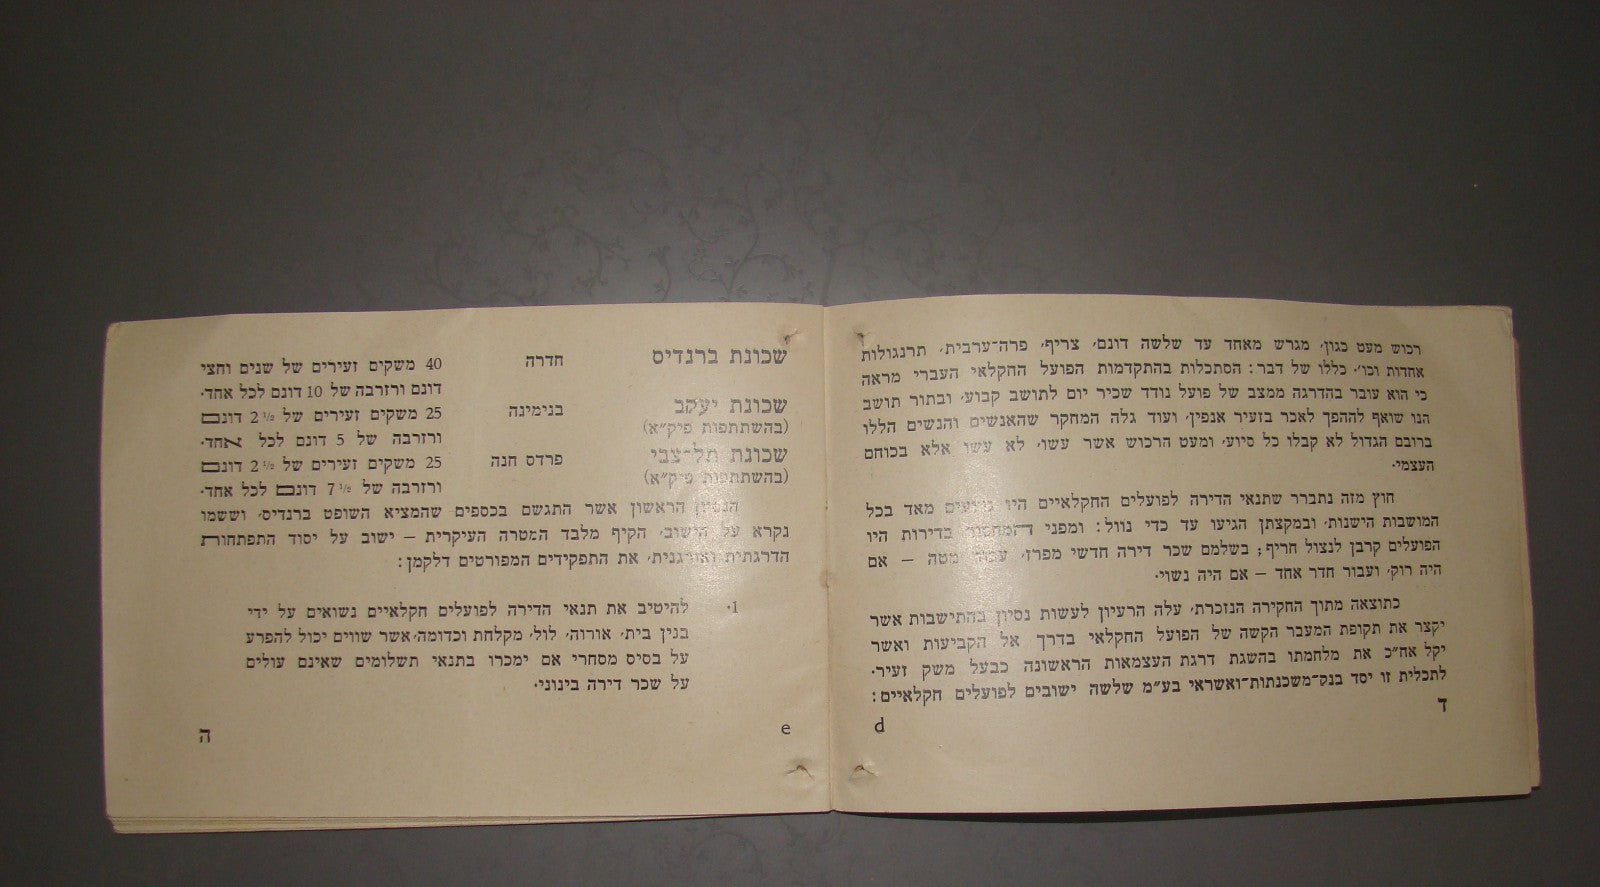 רכוש מעט כגון, מגרש מאחד עד שלשה דונם, צריף, פרה־ערבית, תרנגולות
אחדות וכו'. כללו של דבר: הסתכלות בהתקדמות הפועל החקלאי העברי מראה
כי הוא עובר בהדרגה ממצב של פועל נודד שכיר יום לתושב קבוע, ובתור תושב
הנו שואף לההפך לאכר בזעיר אנפין, ועוד גלה המחקר שהאנשים והנשים הללו
ברובם הגדול לא קבלו כל סיוע, ומעט הרכוש אשר עשו, לא עשו אלא בכוחם
העצמי.
חוץ מזה נתברר שתנאי הדירה לפועלים החקלאיים היו גרועים מאד בכל
המושבות הישנות, ובמקצתן הגיעו עד כדי נוול: ומפני המחסור בדירות היו
הפועלים קרבן לנצול חריף; בשלמם שכר דירה חדשי מפרז, מטה – אם
היה רוק, ועבור חדר אחד – אם היה נשוי.
כתוצאה מתוך החקירה הנזכרת, עלה הרעיון לעשות נסיון בהתישבות אשר
יקצר את תקופת המעבר הקשה של הפועל החקלאי בדרך אל הקביעות ואשר
יקל אח"כ את מלחמתו בהשגת דרגת העצמאות הראשונה כבעל משק זעיר.
לתכלית זו יסד בנק־משכנתות־ואשראי בע"מ שלשה ישובים לפועלים חקלאיים:
ד
d
שכונת ברנדיס חדרה 40 משקים זעירים של שנים וחצי
דונם ורזרבה של 10 דונם לכל אחד.
שכונת יעקב בנימינה 25 משקים זעירים של 2 ½ דונם
(בהשתתפות פיק"א) ורזרבה של 5 דונם לכל אחד.
שכונת תל־צבי פרדס חנה 25 משקים זעירים של 2 ½ דונם
(בהשתתפות פיק"א) ורזרבה של 7 ½ דונם לכל אחד.
הנסיון הראשון אשר התגשם בכספים שהמציא השופט ברנדיס, וששמו
נקרא על הישוב, הקיף מלבד המטרה העיקרית – ישוב על יסוד התפתחות
הדרגתית ואורגנית, את התפקידים המפורטים דלקמן:
1. להיטיב את תנאי הדירה לפועלים חקלאיים נשואים על ידי
בנין בית, אורוה, לול, מקלחת וכדומה, אשר שווים יכול להפרע
על בסיס מסחרי אם ימכרו בתנאי תשלומים שאינם עולים
על שכר דירה בינוני.
e
ה